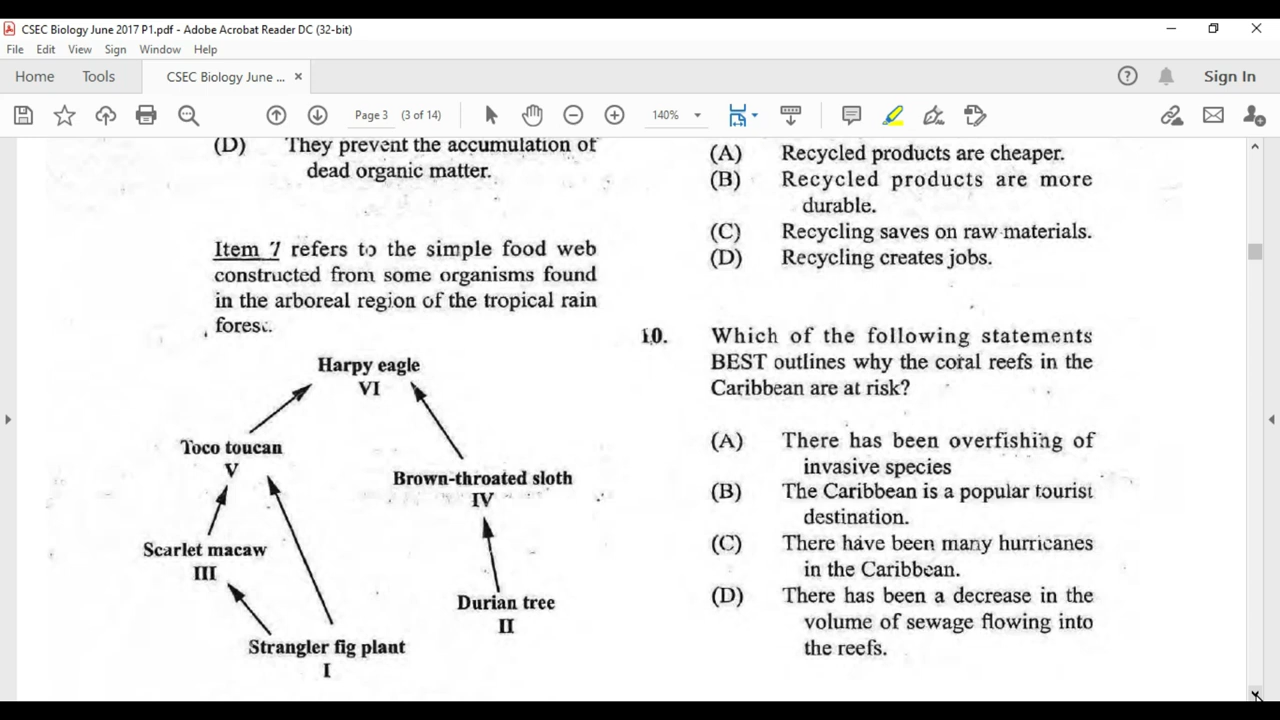 CSEC Biology June 2017 P1.pdf - Adobe Acrobat Reader DC (32-bit)
File Edit View Sign Window Help
Home Tools CSEC Biology June ... × Sign In
Page 3 (3 of 14) 140%
(D) They prevent the accumulation of
dead organic matter.
Item 7 refers to the simple food web
constructed from some organisms found
in the arboreal region of the tropical rain
forest.
Harpy eagle
VI
Toco toucan
V
Brown-throated sloth
IV
Scarlet macaw
III
Durian tree
II
Strangler fig plant
I
(A) Recycled products are cheaper.
(B) Recycled products are more
durable.
(C) Recycling saves on raw materials.
(D) Recycling creates jobs.
10. Which of the following statements
BEST outlines why the coral reefs in the
Caribbean are at risk?
(A) There has been overfishing of
invasive species
(B) The Caribbean is a popular tourist
destination.
(C) There have been many hurricanes
in the Caribbean.
(D) There has been a decrease in the
volume of sewage flowing into
the reefs.